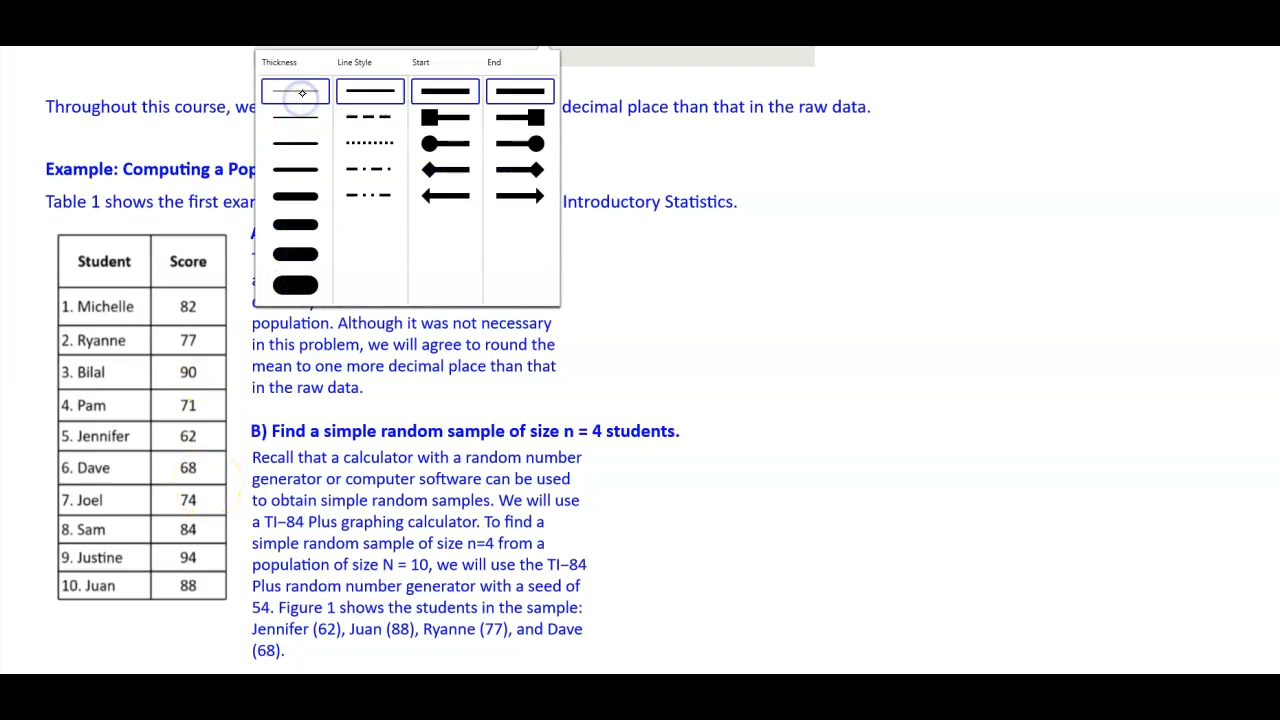 Thickness Line Style Start End
Throughout this course, we decimal place than that in the raw data.
Example: Computing a Pop
Table 1 shows the first exam Introductory Statistics.
Student Score
1. Michelle 82
2. Ryanne 77
3. Bilal 90
4. Pam 71
5. Jennifer 62
6. Dave 68
7. Joel 74
8. Sam 84
9. Justine 94
10. Juan 88
population. Although it was not necessary
in this problem, we will agree to round the
mean to one more decimal place than that
in the raw data.
B) Find a simple random sample of size n = 4 students.
Recall that a calculator with a random number
generator or computer software can be used
to obtain simple random samples. We will use
a TI−84 Plus graphing calculator. To find a
simple random sample of size n=4 from a
population of size N = 10, we will use the TI−84
Plus random number generator with a seed of
54. Figure 1 shows the students in the sample:
Jennifer (62), Juan (88), Ryanne (77), and Dave
(68).